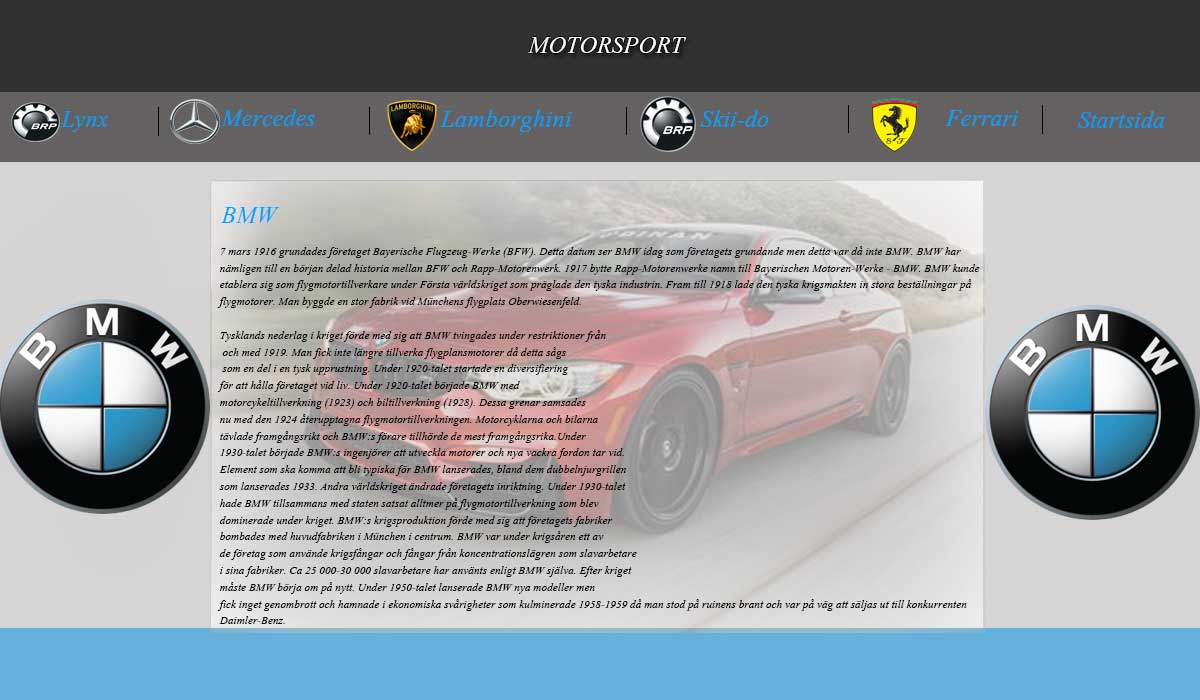 MOTORSPORT
BRP Lynx Mercedes LAMBORGHINI Lamborghini BRP Skii-do S F Ferrari Startsida
BMW
7 mars 1916 grundades företaget Bayerische Flugzeug-Werke (BFW). Detta datum ser BMW idag som företagets grundande men detta var då inte BMW. BMW har
nämligen till en början delad historia mellan BFW och Rapp-Motorenwerk. 1917 bytte Rapp-Motorenwerke namn till Bayerischen Motoren-Werke - BMW. BMW kunde
etablera sig som flygmotortillverkare under Första världskriget som präglade den tyska industrin. Fram till 1918 lade den tyska krigsmakten in stora beställningar på
flygmotorer. Man byggde en stor fabrik vid Münchens flygplats Oberwiesenfeld.
Tysklands nederlag i kriget förde med sig att BMW tvingades under restriktioner från
och med 1919. Man fick inte längre tillverka flygplansmotorer då detta sågs
som en del i en tysk upprustning. Under 1920-talet startade en diversifiering
för att hålla företaget vid liv. Under 1920-talet började BMW med
motorcykeltillverkning (1923) och biltillverkning (1928). Dessa grenar samsades
nu med den 1924 återupptagna flygmotortillverkningen. Motorcyklarna och bilarna
tävlade framgångsrikt och BMW:s förare tillhörde de mest framgångsrika.Under
1930-talet började BMW:s ingenjörer att utveckla motorer och nya vackra fordon tar vid.
Element som ska komma att bli typiska för BMW lanserades, bland dem dubbelnjurgrillen
som lanserades 1933. Andra världskriget ändrade företagets inriktning. Under 1930-talet
hade BMW tillsammans med staten satsat alltmer på flygmotortillverkning som blev
dominerade under kriget. BMW:s krigsproduktion förde med sig att företagets fabriker
bombades med huvudfabriken i München i centrum. BMW var under krigsåren ett av
de företag som använde krigsfångar och fångar från koncentrationslägren som slavarbetare
i sina fabriker. Ca 25 000-30 000 slavarbetare har använts enligt BMW själva. Efter kriget
måste BMW börja om på nytt. Under 1950-talet lanserade BMW nya modeller men
fick inget genombrott och hamnade i ekonomiska svårigheter som kulminerade 1958-1959 då man stod på ruinens brant och var på väg att säljas ut till konkurrenten
Daimler-Benz.
BMW
BMW